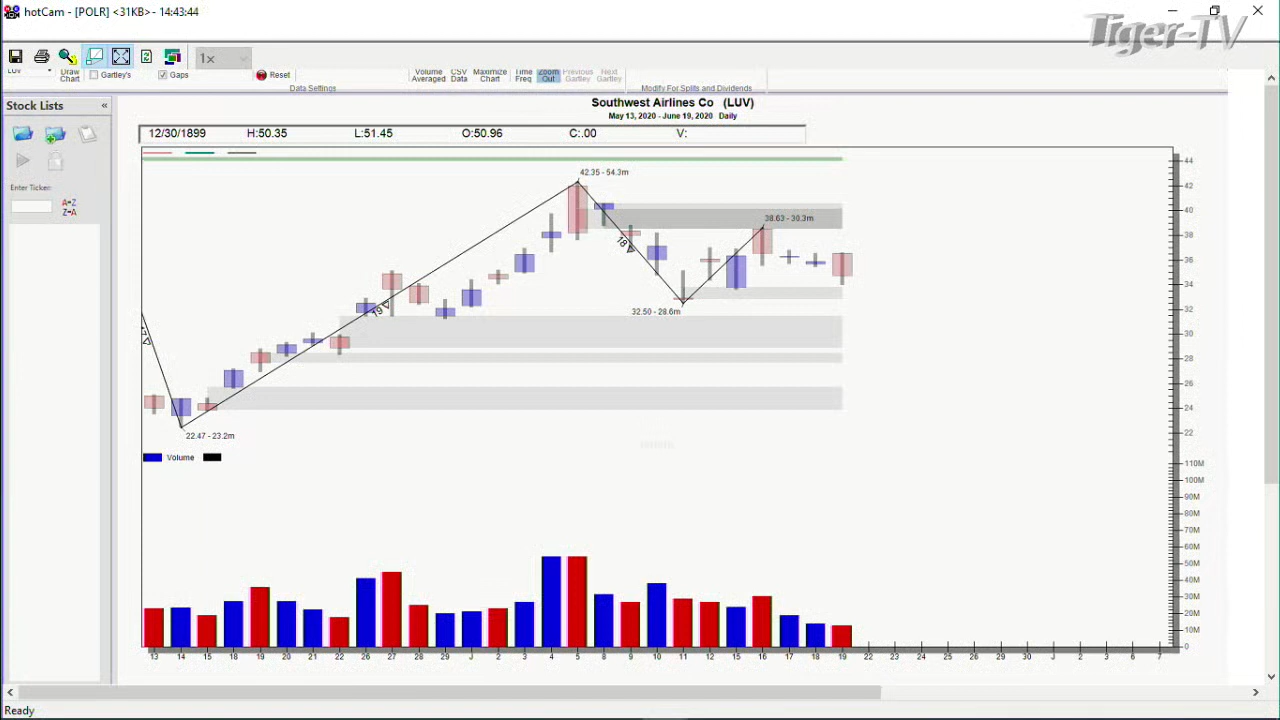 hotCam - [POLR] <31KB> - 14:43:44
Tiger-TV
1x
LUV
Draw Chart
Gartley's
Gaps
Reset
Volume Averaged
CSV Data
Maximize Chart
Time Freq
Zoom Out
Previous Gartley
Next Gartley
Data Settings
Modify For Splits and Dividends
Stock Lists «
Enter Ticker:
A-Z
Z-A
Southwest Airlines Co (LUV)
May 13, 2020 - June 19, 2020 Daily
12/30/1899 H:50.35 L:51.45 O:50.96 C:.00 V:
42.35 - 54.3m
38.63 - 30.3m
32.50 - 28.6m
22.47 - 23.2m
18
19
Volume
44
42
40
38
36
34
32
30
28
26
24
22
110M
100M
90M
80M
70M
60M
50M
40M
30M
20M
10M
0
13 14 15 18 19 20 21 22 26 27 28 29 1 2 3 4 5 8 9 10 11 12 15 16 17 18 19 22 23 24 25 26 29 30 J 2 3 6 7
Ready